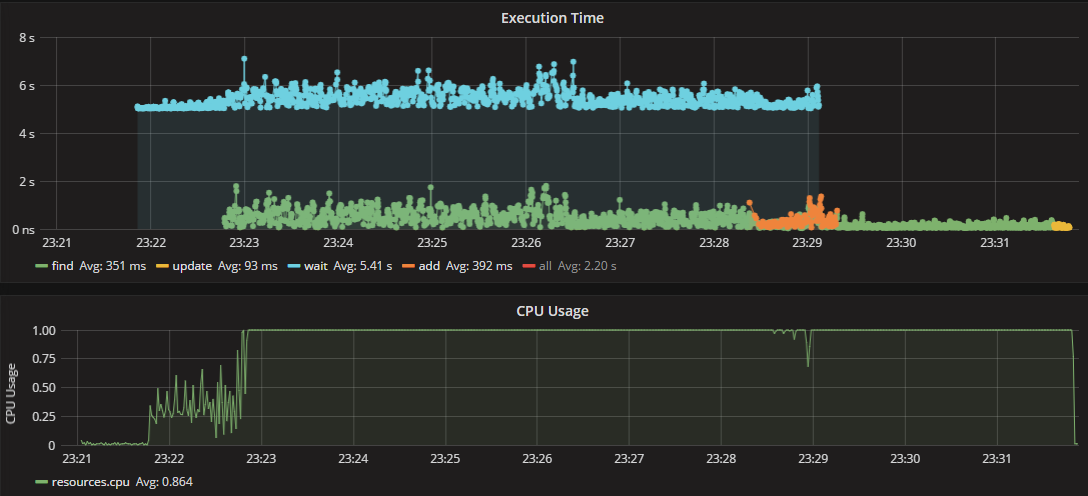 Execution Time
8 s
6 s
4 s
2 s
0 ns
23:21 23:22 23:23 23:24 23:25 23:26 23:27 23:28 23:29 23:30 23:31
find Avg: 351 ms update Avg: 93 ms wait Avg: 5.41 s add Avg: 392 ms all Avg: 2.20 s
CPU Usage
CPU Usage
1.00
0.75
0.50
0.25
0
23:21 23:22 23:23 23:24 23:25 23:26 23:27 23:28 23:29 23:30 23:31
resources.cpu Avg: 0.864